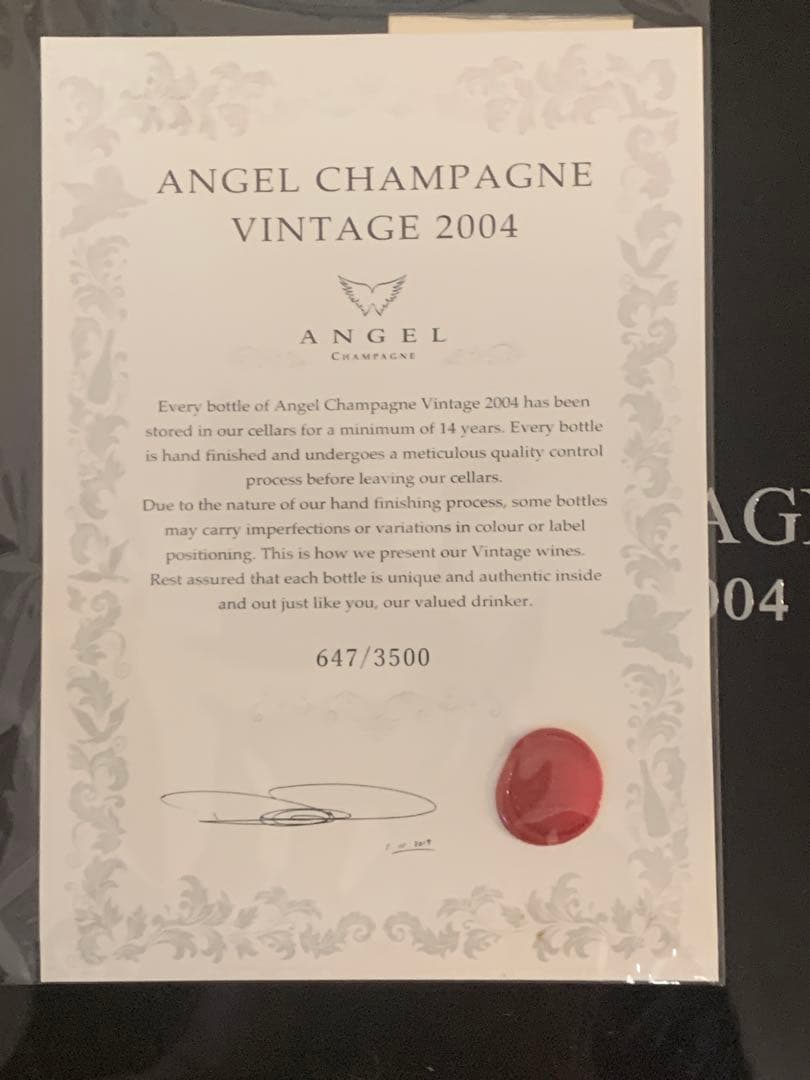 ANGEL CHAMPAGNE
VINTAGE 2004
ANGEL
CHAMPAGNE
Every bottle of Angel Champagne Vintage 2004 has been
stored in our cellars for a minimum of 14 years. Every bottle
is hand finished and undergoes a meticulous quality control
process before leaving our cellars.
Due to the nature of our hand finishing process, some bottles
may carry imperfections or variations in colour or label
positioning. This is how we present our Vintage wines.
Rest assured that each bottle is unique and authentic inside
and out just like you, our valued drinker.
647/3500
AG
004